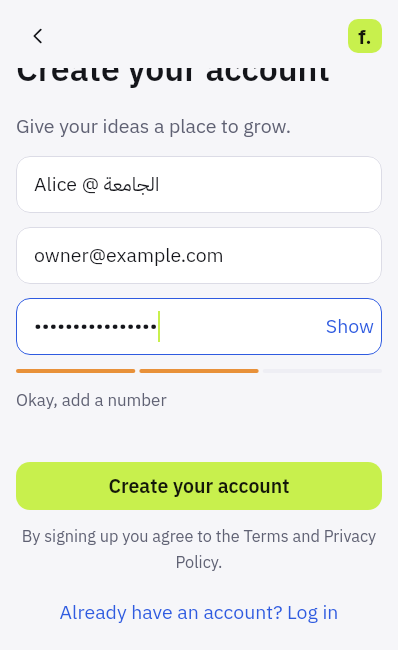 f.
Create your account
Give your ideas a place to grow.
Alice @ الجامعة
owner@example.com
•••••••••••••••• Show
Okay, add a number
Create your account
By signing up you agree to the Terms and Privacy
Policy.
Already have an account? Log in